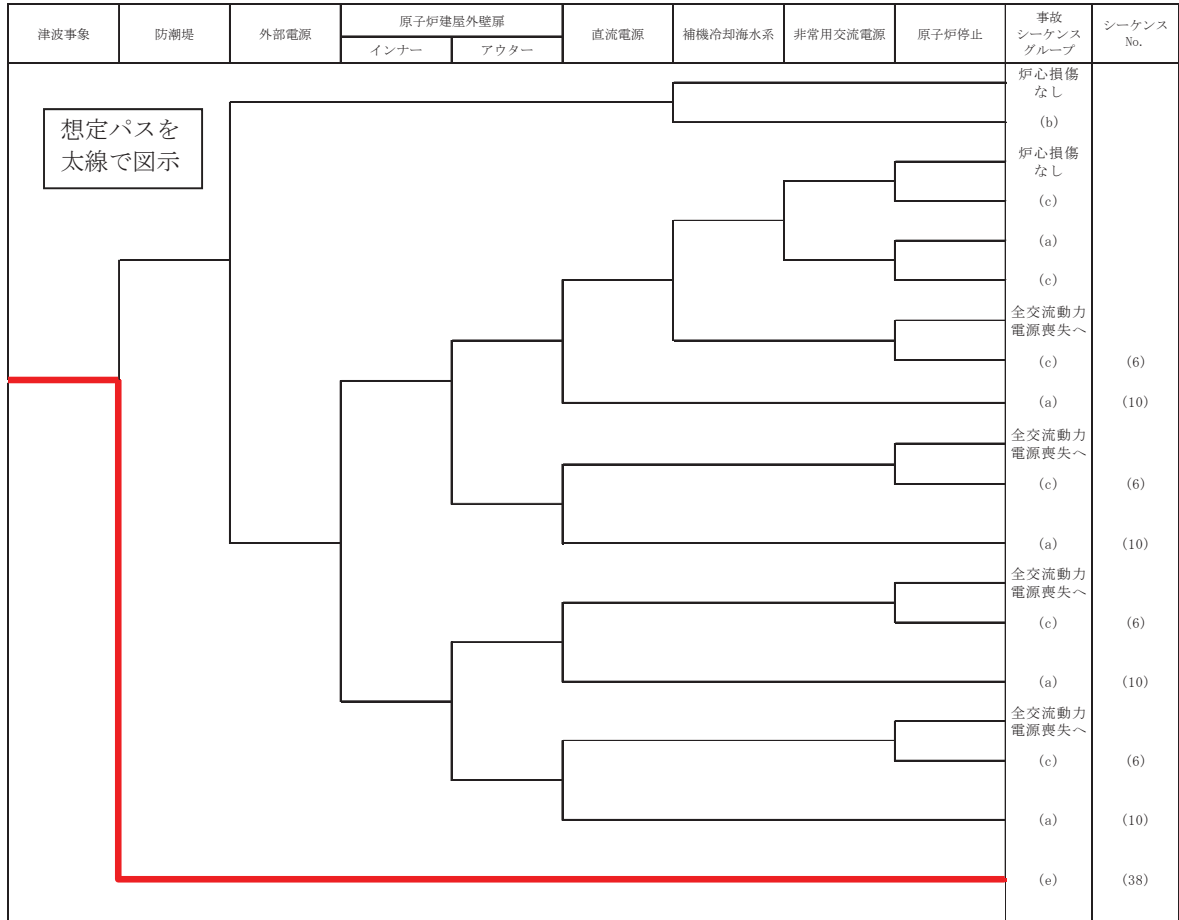 津波事象
防潮堤
外部電源
原子炉建屋外壁扉
インナー
アウター
直流電源
補機冷却海水系
非常用交流電源
原子炉停止
事故
シーケンス
グループ
シーケンス
No.
想定パスを
太線で図示
炉心損傷
なし
(b)
炉心損傷
なし
(c)
(a)
(c)
全交流動力
電源喪失へ
(c) (6)
(a) (10)
全交流動力
電源喪失へ
(c) (6)
(a) (10)
全交流動力
電源喪失へ
(c) (6)
(a) (10)
全交流動力
電源喪失へ
(c) (6)
(a) (10)
(e) (38)